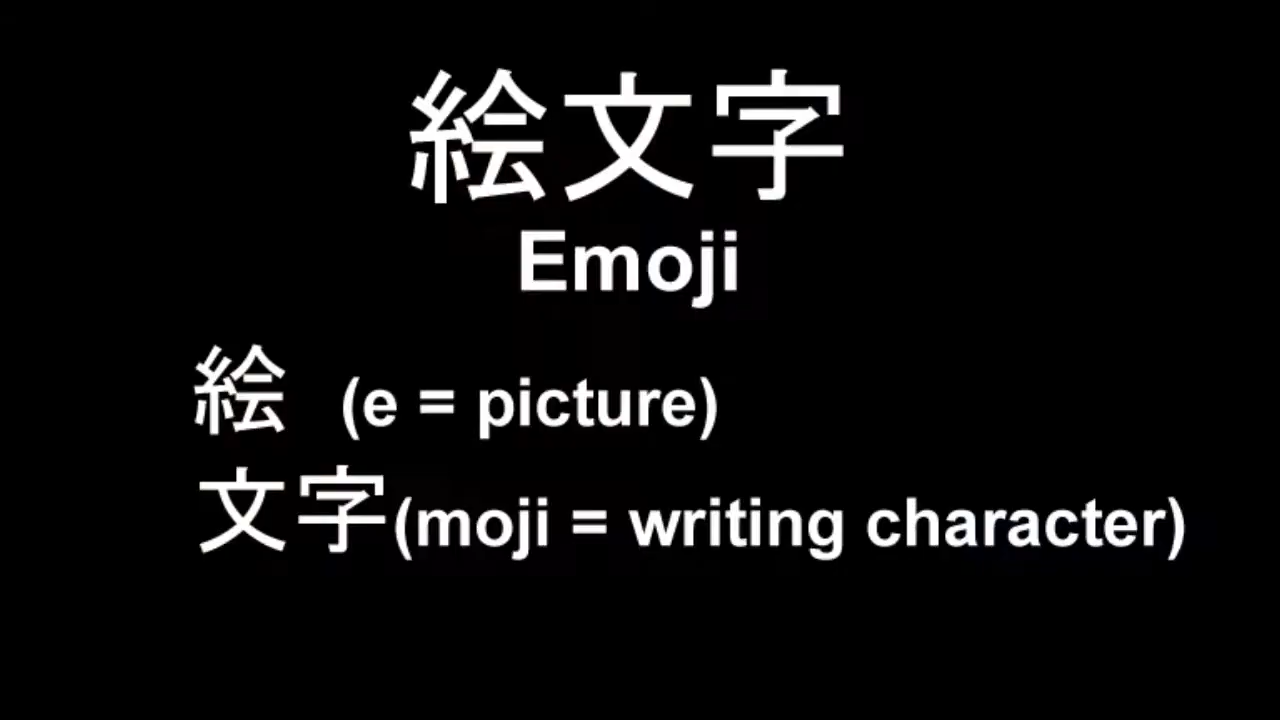 絵文字
Emoji
絵 (e = picture)
文字(moji = writing character)